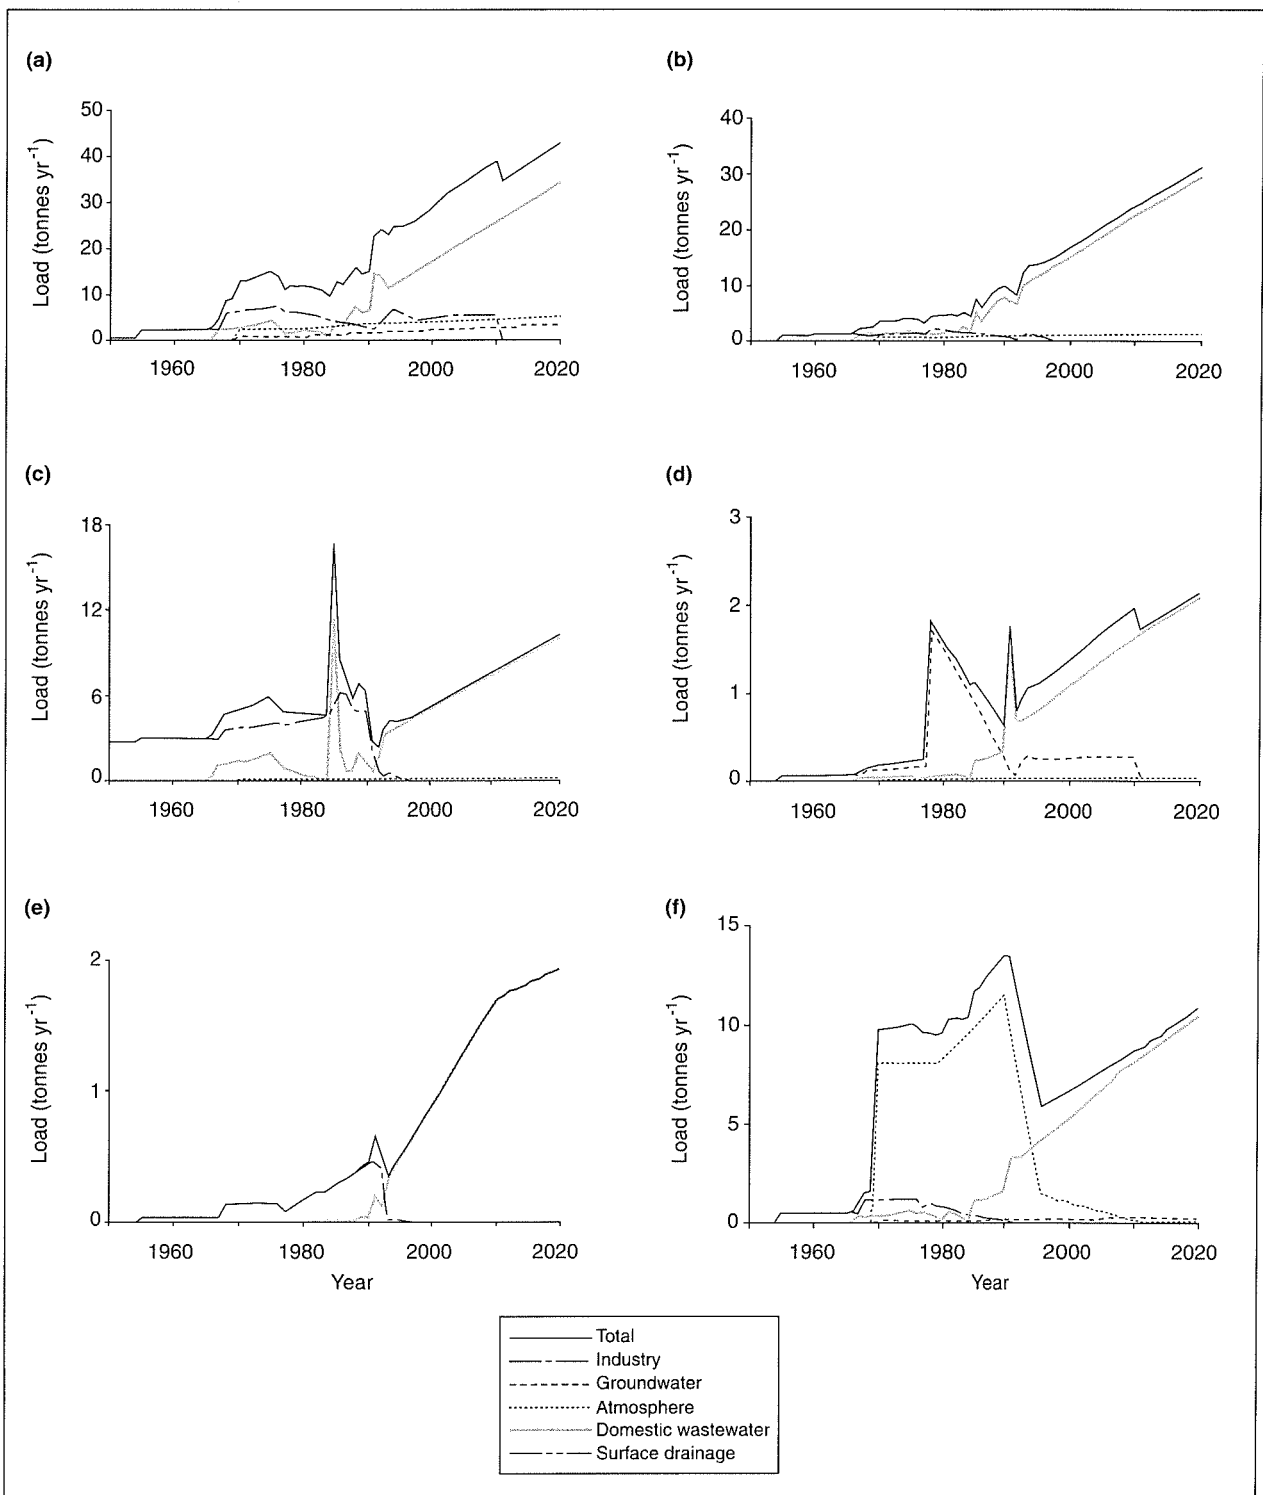 (a)
Load (tonnes yr⁻¹)
50
40
30
20
10
0
1960 1980 2000 2020
(b)
Load (tonnes yr⁻¹)
40
30
20
10
0
1960 1980 2000 2020
(c)
Load (tonnes yr⁻¹)
18
12
6
0
1960 1980 2000 2020
(d)
Load (tonnes yr⁻¹)
3
2
1
0
1960 1980 2000 2020
(e)
Load (tonnes yr⁻¹)
2
1
0
1960 1980 2000 2020
Year
(f)
Load (tonnes yr⁻¹)
15
10
5
0
1960 1980 2000 2020
Year
Total
Industry
Groundwater
Atmosphere
Domestic wastewater
Surface drainage